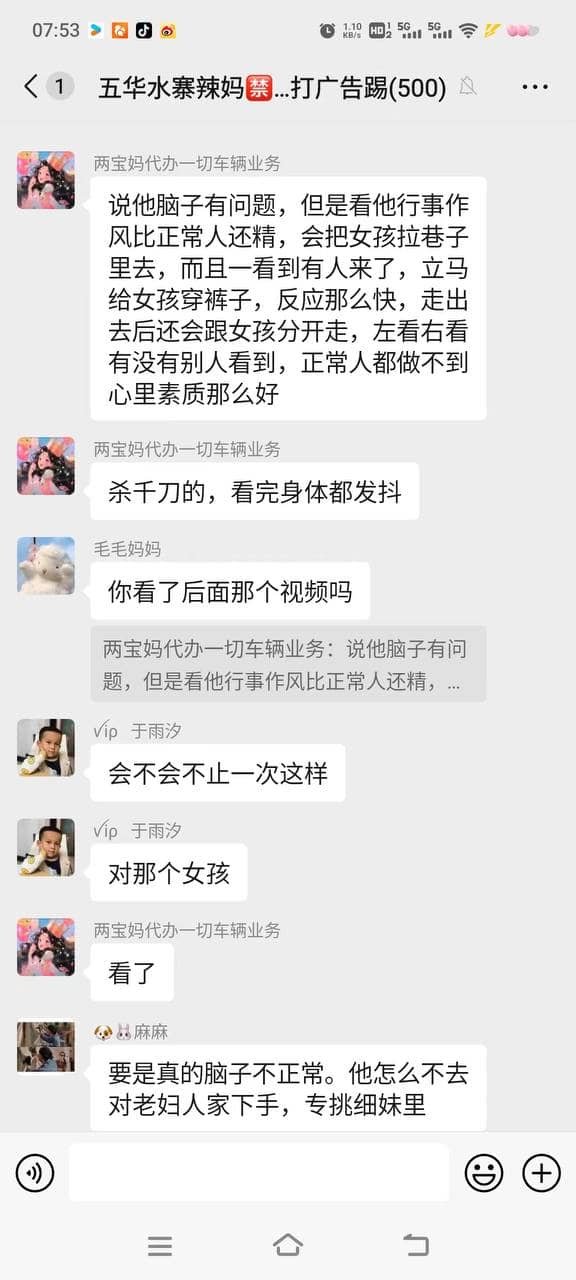 07:53
1.10
KB/s
HD
1
2
5G
5G
1
五华水寨辣妈🈲...打广告踢(500)
两宝妈代办一切车辆业务
说他脑子有问题，但是看他行事作
风比正常人还精，会把女孩拉巷子
里去，而且一看到有人来了，立马
给女孩穿裤子，反应那么快，走出
去后还会跟女孩分开走，左看右看
有没有别人看到，正常人都做不到
心里素质那么好
两宝妈代办一切车辆业务
杀千刀的，看完身体都发抖
毛毛妈妈
你看了后面那个视频吗
两宝妈代办一切车辆业务：说他脑子有问
题，但是看他行事作风比正常人还精，...
vip 于雨汐
会不会不止一次这样
vip 于雨汐
对那个女孩
两宝妈代办一切车辆业务
看了
🐶🐰麻麻
要是真的脑子不正常。他怎么不去
对老妇人家下手，专挑细妹里